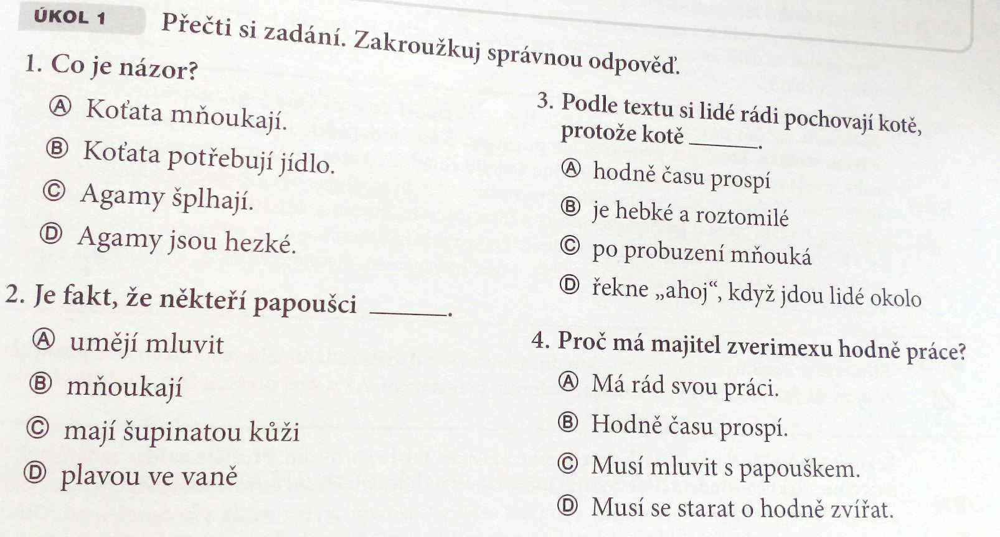 ÚKOL 1
Přečti si zadání. Zakroužkuj správnou odpověď.
1. Co je názor?
Ⓐ Koťata mňoukají.
Ⓑ Koťata potřebují jídlo.
Ⓒ Agamy šplhají.
Ⓓ Agamy jsou hezké.
2. Je fakt, že někteří papoušci ______.
Ⓐ umějí mluvit
Ⓑ mňoukají
Ⓒ mají šupinatou kůži
Ⓓ plavou ve vaně
3. Podle textu si lidé rádi pochovají kotě,
protože kotě ______.
Ⓐ hodně času prospí
Ⓑ je hebké a roztomilé
Ⓒ po probuzení mňouká
Ⓓ řekne „ahoj“, když jdou lidé okolo
4. Proč má majitel zverimexu hodně práce?
Ⓐ Má rád svou práci.
Ⓑ Hodně času prospí.
Ⓒ Musí mluvit s papouškem.
Ⓓ Musí se starat o hodně zvířat.